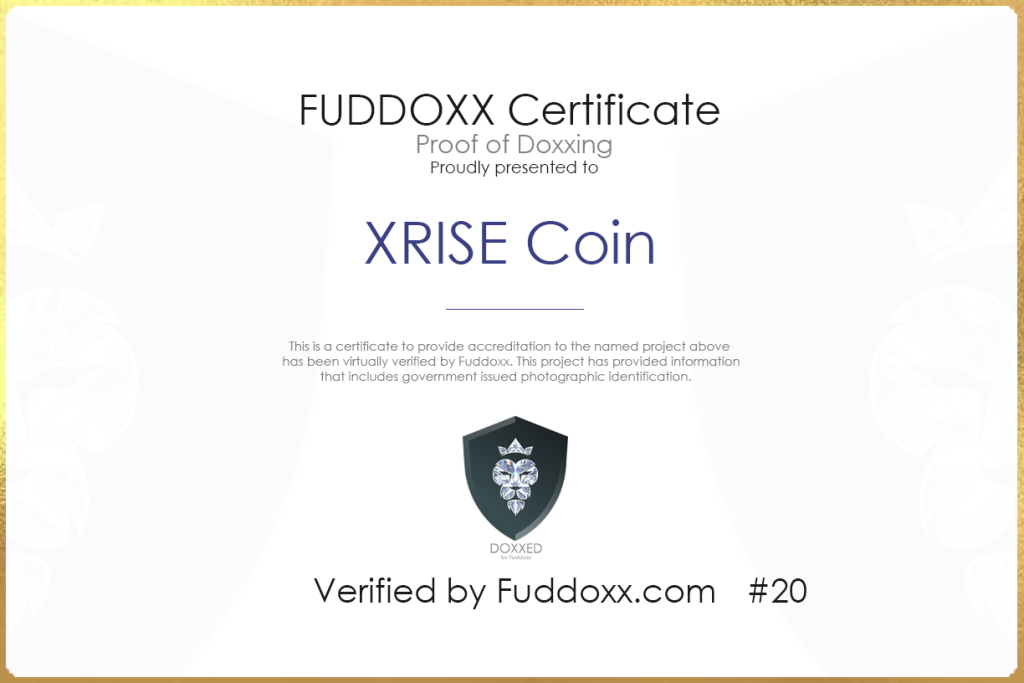 FUDDOXX Certificate
Proof of Doxxing
Proudly presented to
XRISE Coin
This is a certificate to provide accreditation to the named project above
has been virtually verified by Fuddoxx. This project has provided information
that includes government issued photographic identification.
DOXXED
by Fuddoxx
Verified by Fuddoxx.com #20